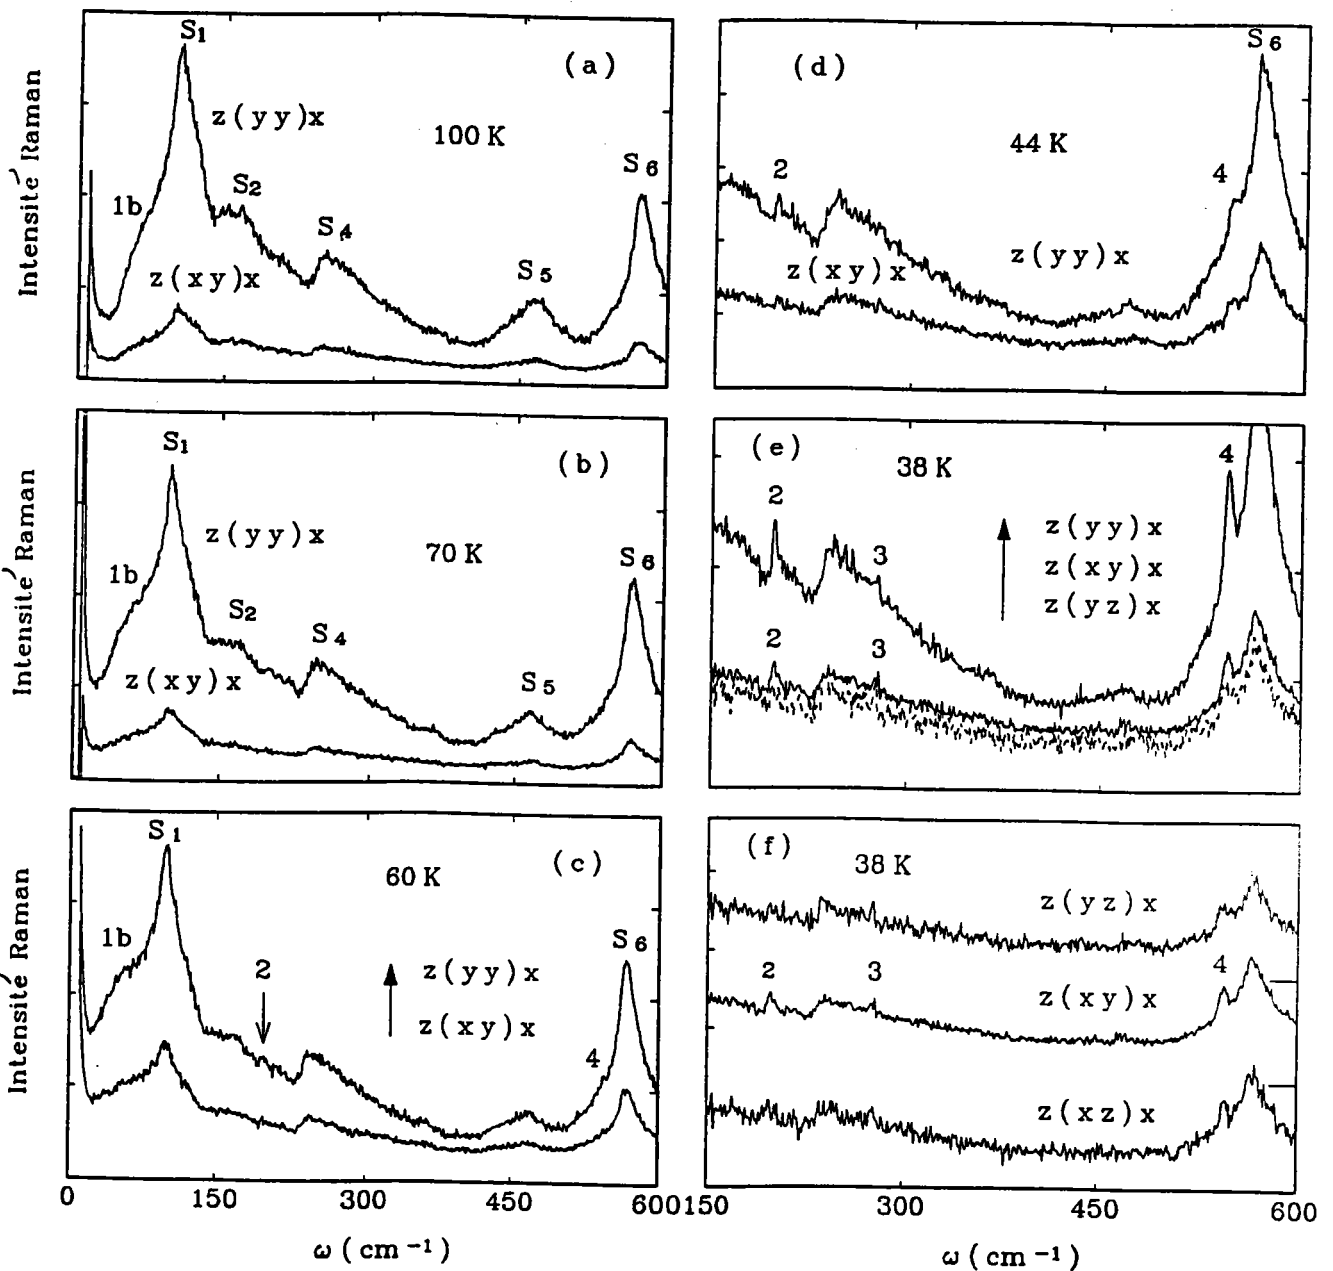 Intensité Raman
S1
(a)
z(yy)x
100 K
S2
1b
S4
S6
z(xy)x
S5
(d)
S6
44 K
2
4
z(xy)x
z(yy)x
Intensité Raman
S1
(b)
z(yy)x
70 K
1b
S2
S4
S6
z(xy)x
S5
(e)
38 K
4
2
3
z(yy)x
z(xy)x
z(yz)x
2
3
Intensité Raman
S1
(c)
60 K
1b
2
z(yy)x
S6
z(xy)x
4
0
150
300
450
600
ω (cm-1)
(f)
38 K
z(yz)x
2
3
4
z(xy)x
z(xz)x
150
300
450
600
ω (cm-1)